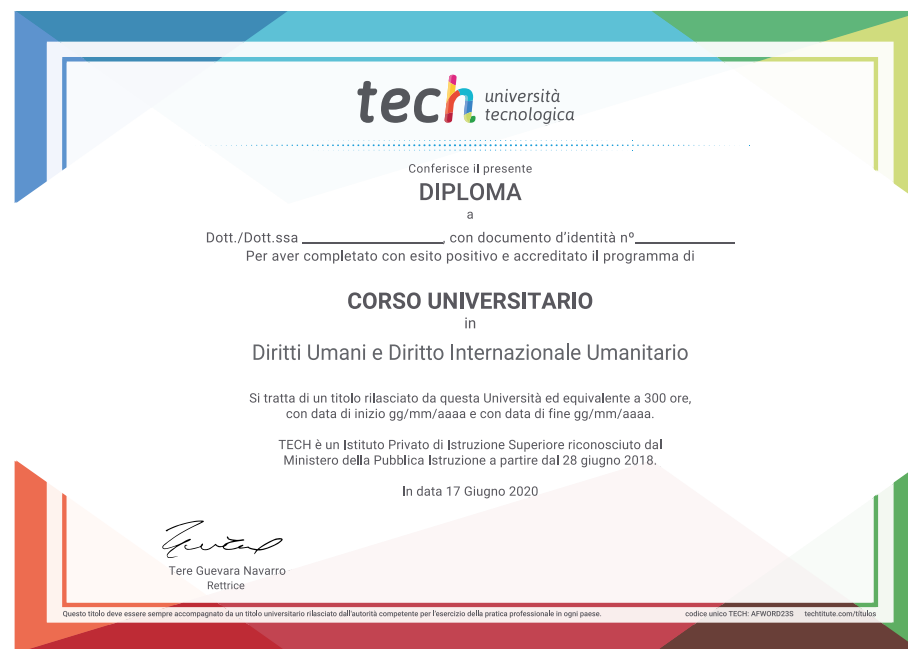 tech università
tecnologica
Conferisce il presente
DIPLOMA
a
Dott./Dott.ssa ____________________, con documento d'identità nº______________
Per aver completato con esito positivo e accreditato il programma di
CORSO UNIVERSITARIO
in
Diritti Umani e Diritto Internazionale Umanitario
Si tratta di un titolo rilasciato da questa Università ed equivalente a 300 ore,
con data di inizio gg/mm/aaaa e con data di fine gg/mm/aaaa.
TECH è un Istituto Privato di Istruzione Superiore riconosciuto dal
Ministero della Pubblica Istruzione a partire dal 28 giugno 2018.
In data 17 Giugno 2020
Tere Guevara Navarro
Rettrice
Questo titolo deve essere sempre accompagnato da un titolo universitario rilasciato dall'autorità competente per l'esercizio della pratica professionale in ogni paese. codice unico TECH: AFWORD23S techtitute.com/titulos